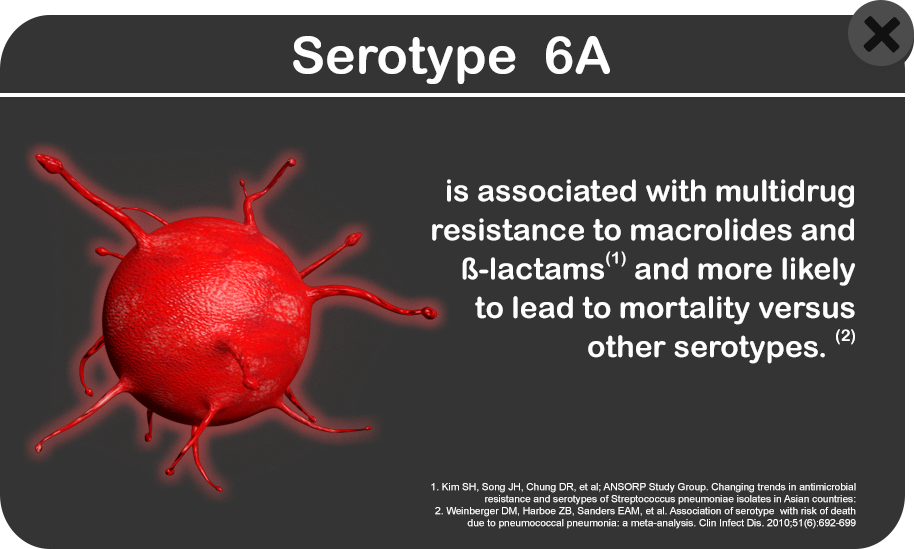 Serotype 6A
is associated with multidrug
resistance to macrolides and
ß-lactams(1) and more likely
to lead to mortality versus
other serotypes. (2)
1. Kim SH, Song JH, Chung DR, et al; ANSORP Study Group. Changing trends in antimicrobial
resistance and serotypes of Streptococcus pneumoniae isolates in Asian countries:
2. Weinberger DM, Harboe ZB, Sanders EAM, et al. Association of serotype with risk of death
due to pneumococcal pneumonia: a meta-analysis. Clin Infect Dis. 2010;51(6):692-699